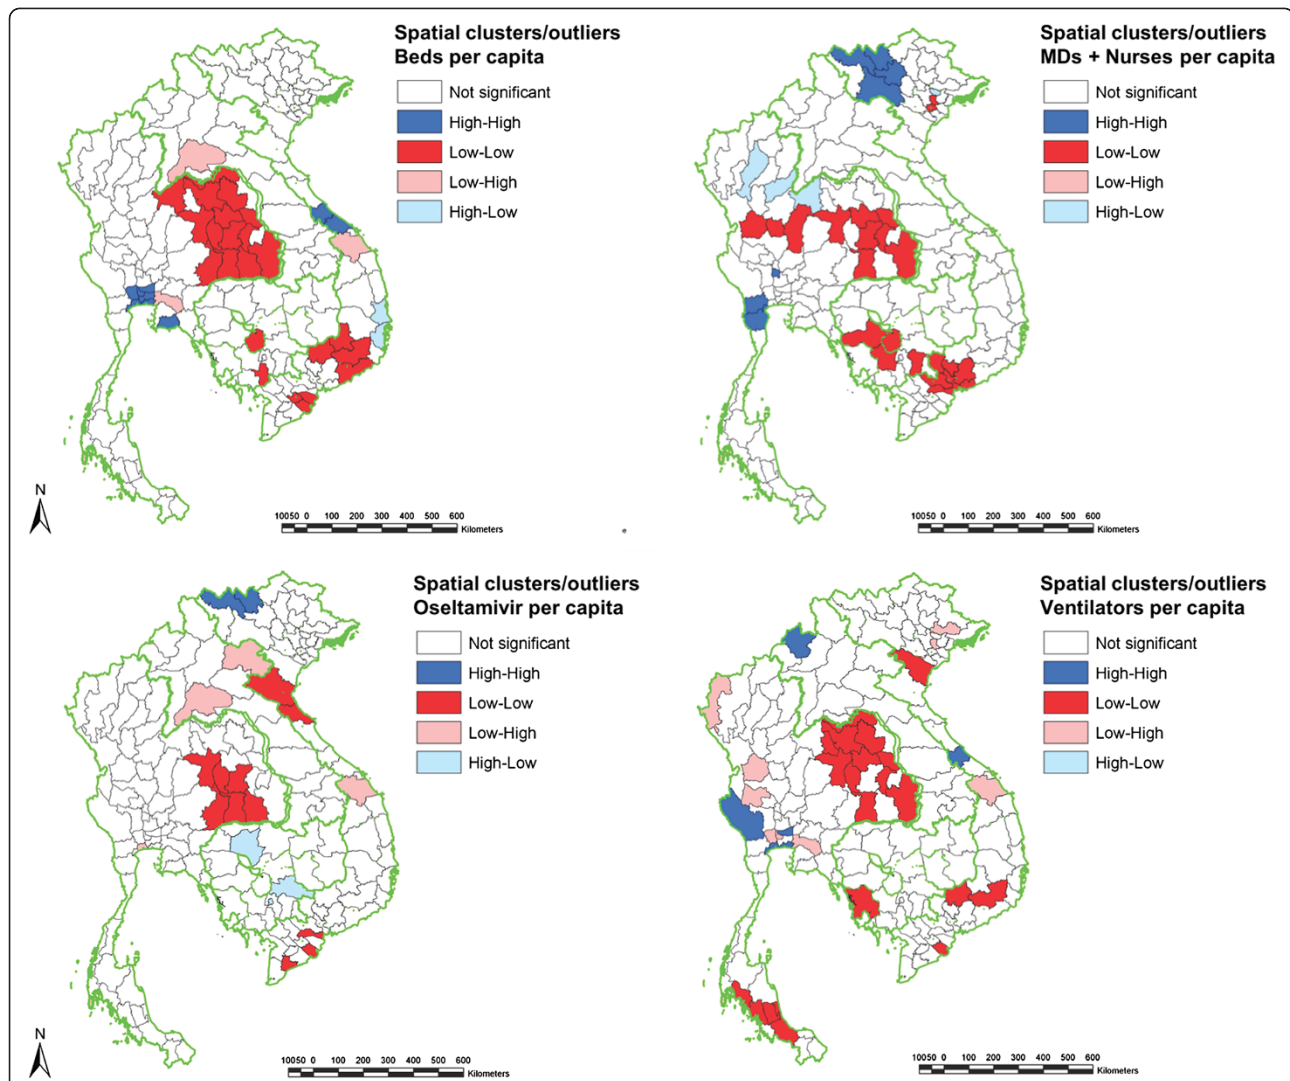 Spatial clusters/outliers
Beds per capita
Not significant
High-High
Low-Low
Low-High
High-Low
N
10050 0 100 200 300 400 500 600
Kilometers
Spatial clusters/outliers
MDs + Nurses per capita
Not significant
High-High
Low-Low
Low-High
High-Low
10050 0 100 200 300 400 500 600
Kilometers
Spatial clusters/outliers
Oseltamivir per capita
Not significant
High-High
Low-Low
Low-High
High-Low
N
10050 0 100 200 300 400 500 600
Kilometers
Spatial clusters/outliers
Ventilators per capita
Not significant
High-High
Low-Low
Low-High
High-Low
10050 0 100 200 300 400 500 600
Kilometers